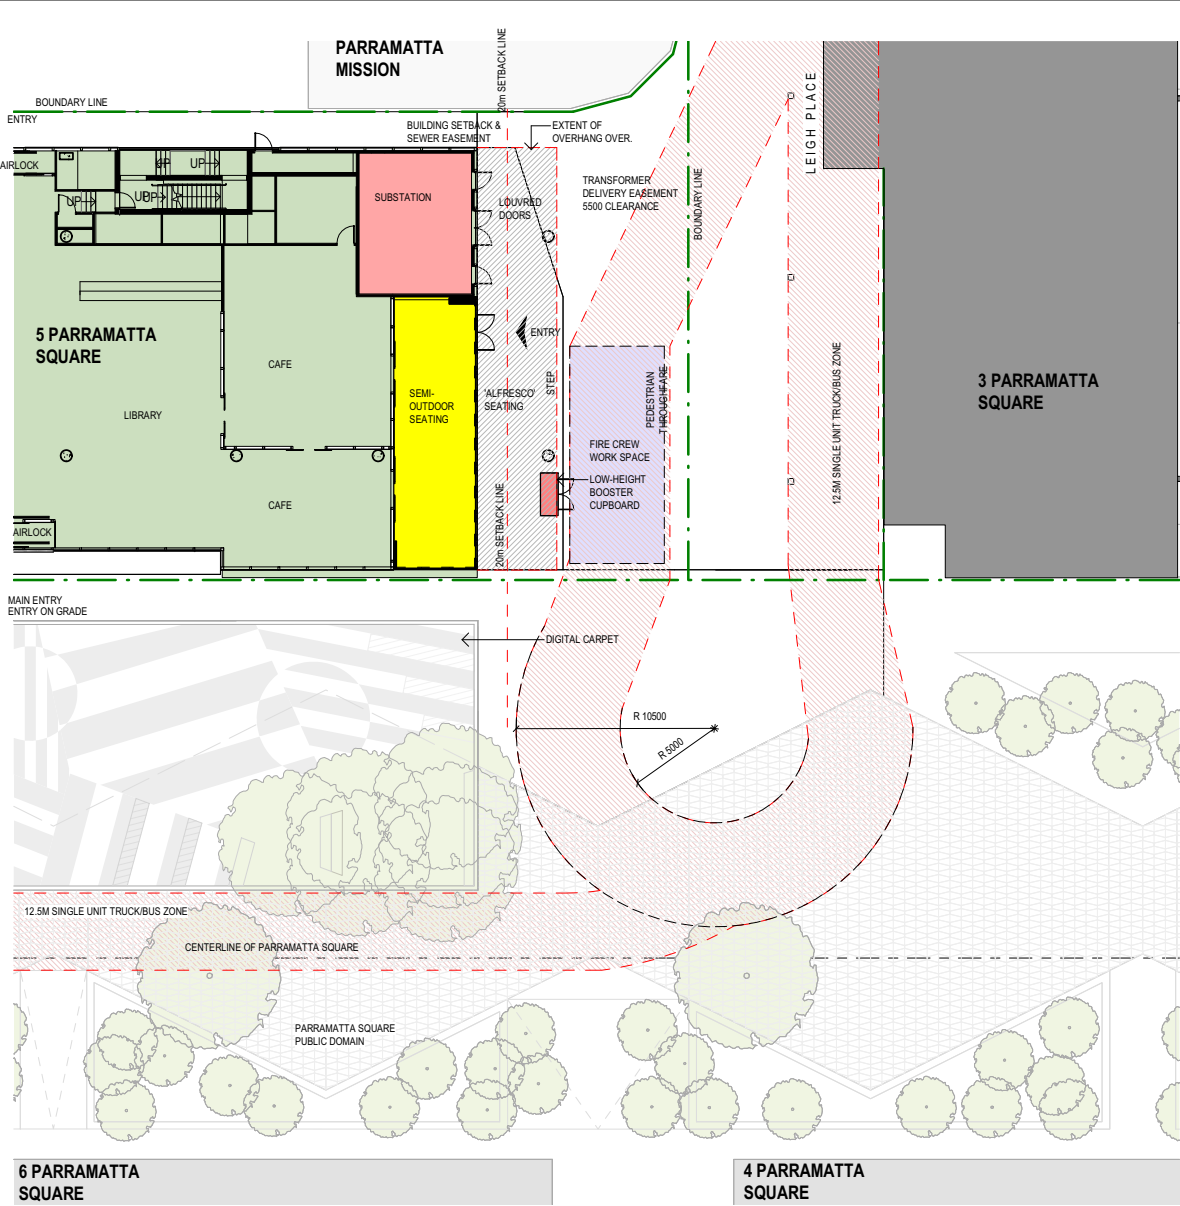 PARRAMATTA
MISSION
20m SETBACK LINE
LEIGH PLACE
BOUNDARY LINE
ENTRY
BUILDING SETBACK &
SEWER EASEMENT
EXTENT OF
OVERHANG OVER.
AIRLOCK
UP
UP
UP
UP
UP
SUBSTATION
LOUVRED
DOORS
TRANSFORMER
DELIVERY EASEMENT
5500 CLEARANCE
BOUNDARY LINE
5 PARRAMATTA
SQUARE
ENTRY
CAFE
LIBRARY
SEMI-
OUTDOOR
SEATING
'ALFRESCO'
SEATING
STEP
PEDESTRIAN
THROUGHFARE
3 PARRAMATTA
SQUARE
12.5M SINGLE UNIT TRUCK/BUS ZONE
FIRE CREW
WORK SPACE
LOW-HEIGHT
BOOSTER
CUPBOARD
CAFE
20m SETBACK LINE
AIRLOCK
MAIN ENTRY
ENTRY ON GRADE
DIGITAL CARPET
R 10500
R 5000
12.5M SINGLE UNIT TRUCK/BUS ZONE
CENTERLINE OF PARRAMATTA SQUARE
PARRAMATTA SQUARE
PUBLIC DOMAIN
6 PARRAMATTA
SQUARE
4 PARRAMATTA
SQUARE